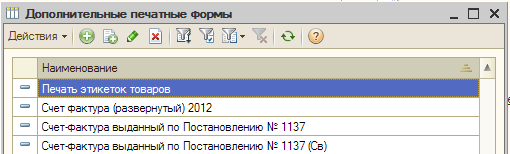 Дополнительные печатные формы
Действия
Наименование
Печать этикеток товаров
Счет фактура (развернутый) 2012
Счет-фактура выданный по Постановлению № 1137
Счет-фактура выданный по Постановлению № 1137 (Св)